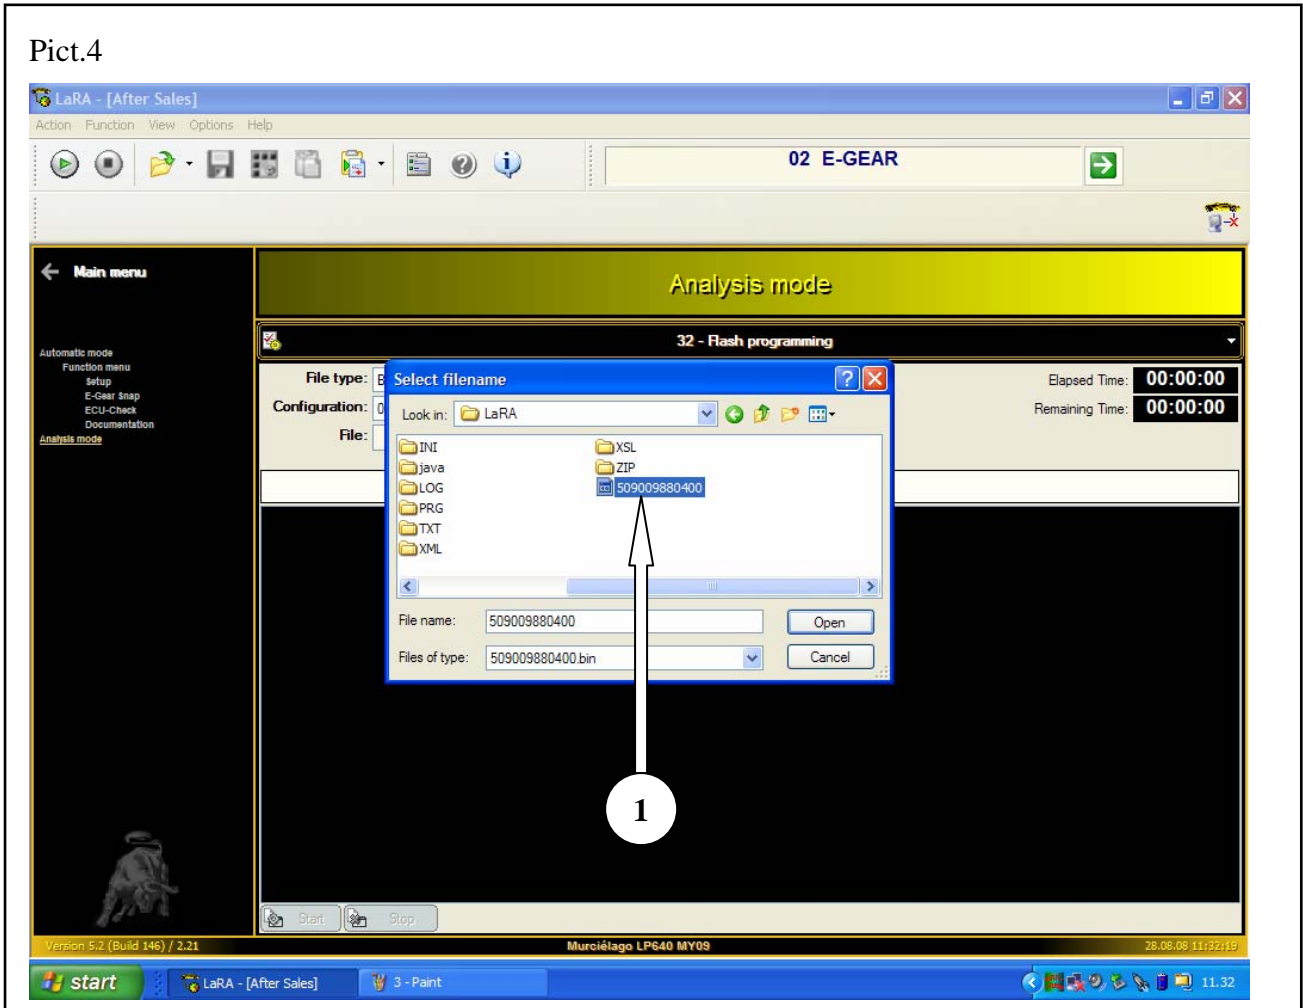 Pict.4
LaRA - [After Sales]
Action Function View Options Help
02 E-GEAR
Main menu
Analysis mode
32 - Flash programming
Automatic mode
Function menu
Setup
E-Gear Snap
ECU-Check
Documentation
Analysis mode
File type: B
Configuration: 0
File:
Elapsed Time: 00:00:00
Remaining Time: 00:00:00
Select filename
Look in: LaRA
INI
java
LOG
PRG
TXT
XML
XSL
ZIP
509009880400
File name: 509009880400 Open
Files of type: 509009880400.bin Cancel
1
Start Stop
Version 5.2 (Build 146) / 2.21 Murciélago LP640 MY09 28.08.08 11:32:19
start LaRA - [After Sales] 3 - Paint 11.32